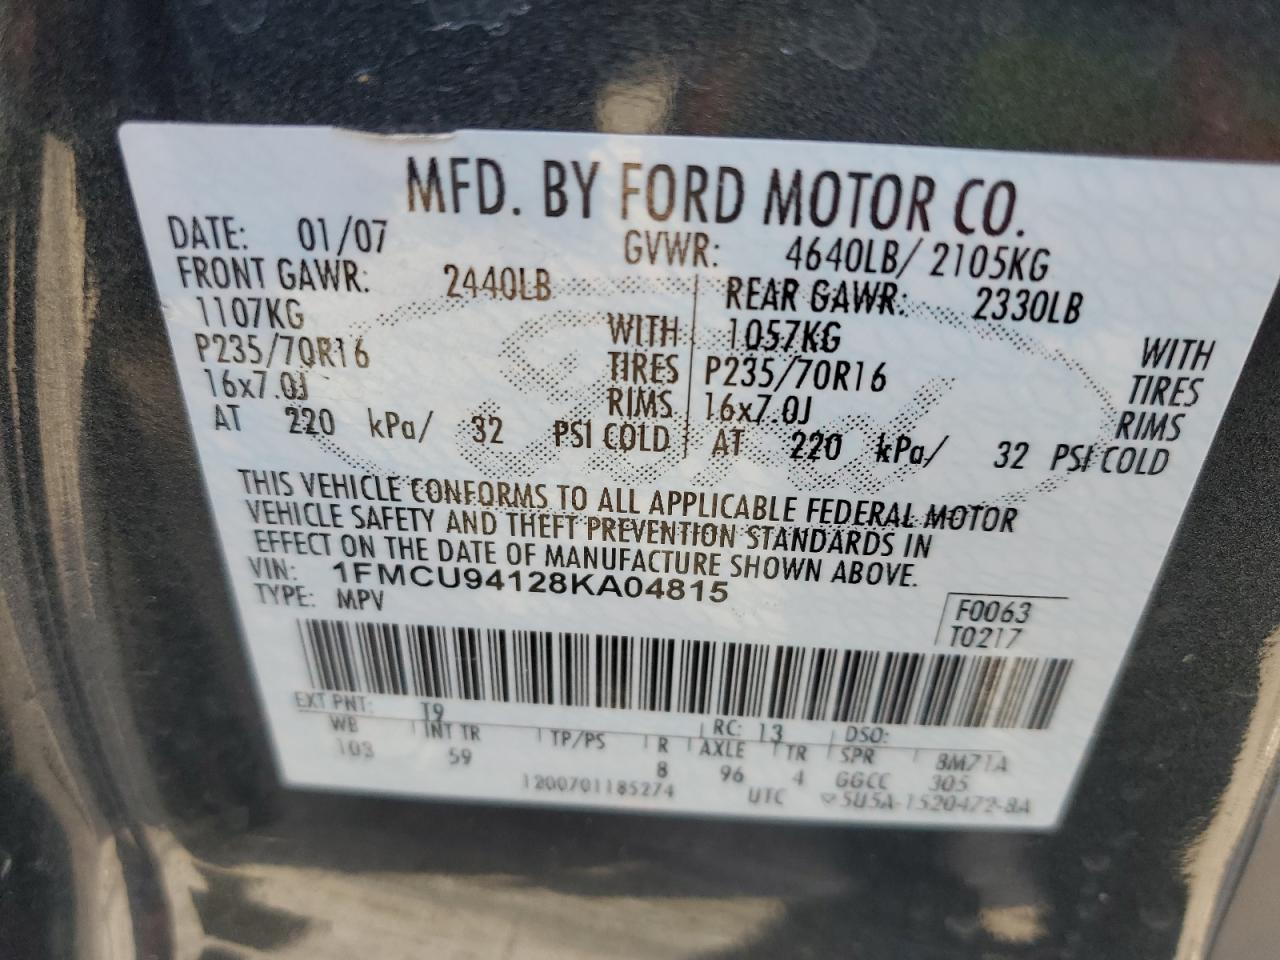 MFD. BY FORD MOTOR CO.
DATE: 01/07 GVWR: 4640LB/ 2105KG
FRONT GAWR: 2440LB REAR GAWR: 2330LB
1107KG WITH 1057KG WITH
P235/70R16 TIRES P235/70R16 TIRES
16x7.0J RIMS 16x7.0J RIMS
AT 220 kPa/ 32 PSI COLD AT 220 kPa/ 32 PSI COLD
THIS VEHICLE CONFORMS TO ALL APPLICABLE FEDERAL MOTOR
VEHICLE SAFETY AND THEFT PREVENTION STANDARDS IN
EFFECT ON THE DATE OF MANUFACTURE SHOWN ABOVE.
VIN: 1FMCU94128KA04815
TYPE: MPV
F0063
T0217
EXT PNT: T9 RC: 13 DSO:
WB INT TR TP/PS R AXLE TR SPR 8M71A
103 59 8 96 4 GGCC 305
1200701185274 UTC 5U5A-1520472-BA